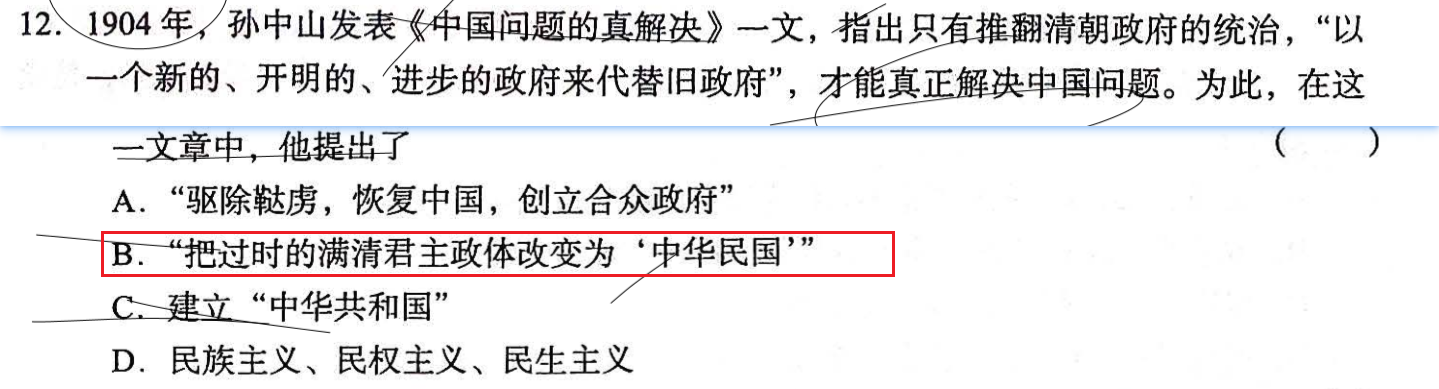 12. 1904 年，孙中山发表《中国问题的真解决》一文，指出只有推翻清朝政府的统治，“以
一个新的、开明的、进步的政府来代替旧政府”，才能真正解决中国问题。为此，在这
一文章中，他提出了 （ ）
A. “驱除鞑虏，恢复中国，创立合众政府”
B. “把过时的满清君主政体改变为‘中华民国’”
C. 建立“中华共和国”
D. 民族主义、民权主义、民生主义